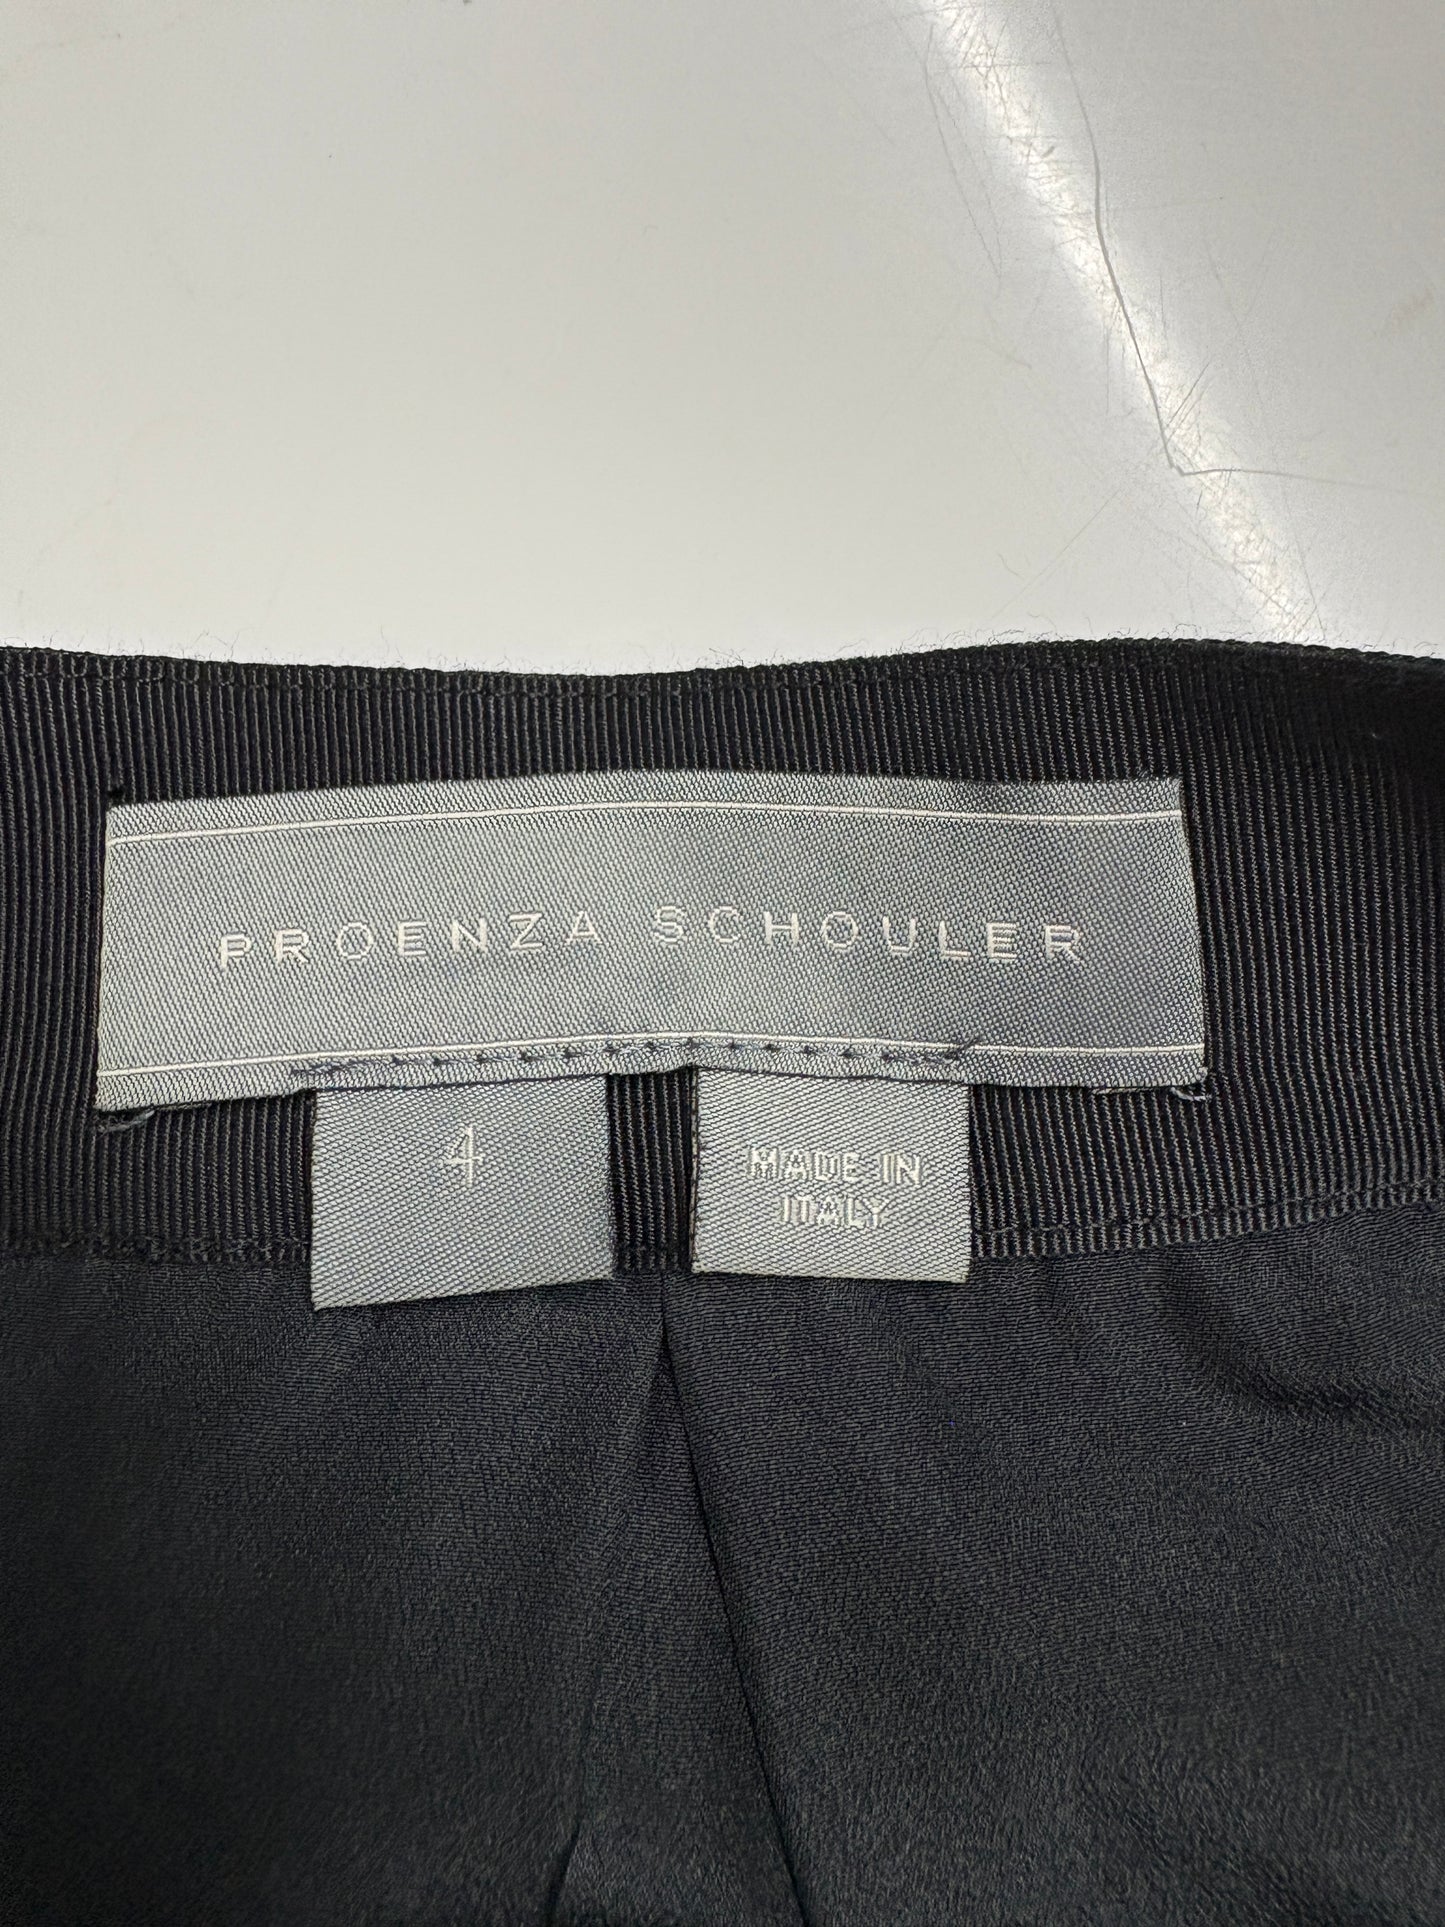 PROENZA SCHOULER
4
MADE IN
ITALY